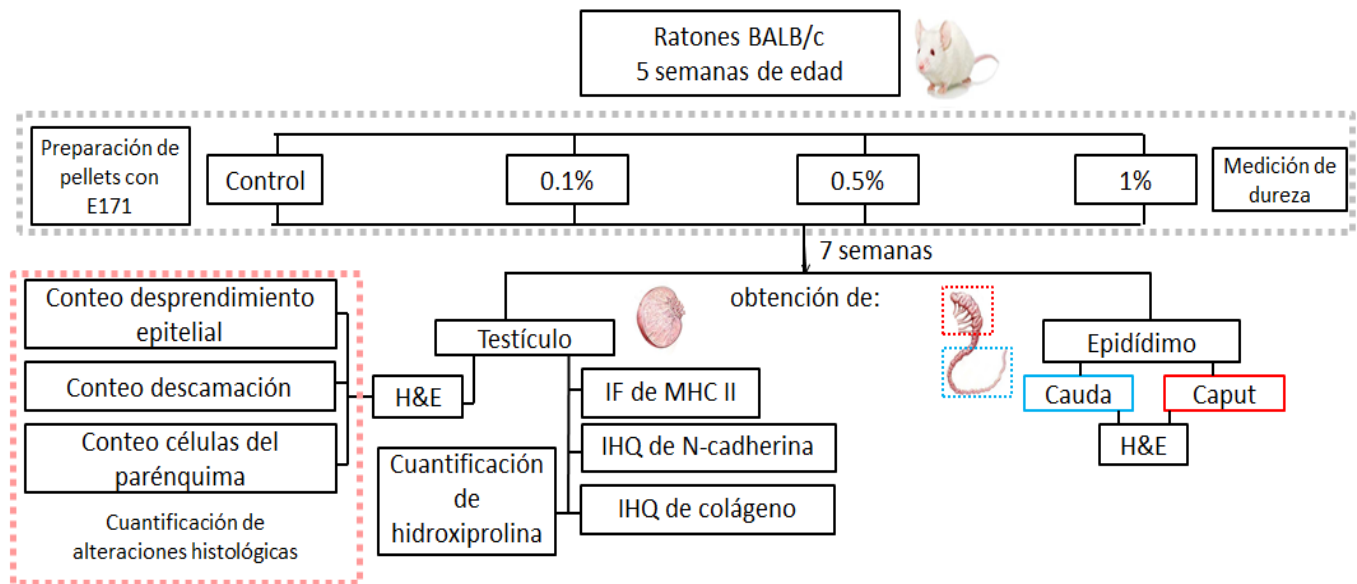 Ratones BALB/c
5 semanas de edad
Preparación de
pellets con
E171
Control
0.1%
0.5%
1%
Medición de
dureza
7 semanas
obtención de:
Conteo desprendimiento
epitelial
Conteo descamación
Conteo células del
parénquima
Cuantificación de
alteraciones histológicas
H&E
Testículo
IF de MHC II
IHQ de N-cadherina
IHQ de colágeno
Cuantificación
de
hidroxiprolina
Epidídimo
Cauda
Caput
H&E